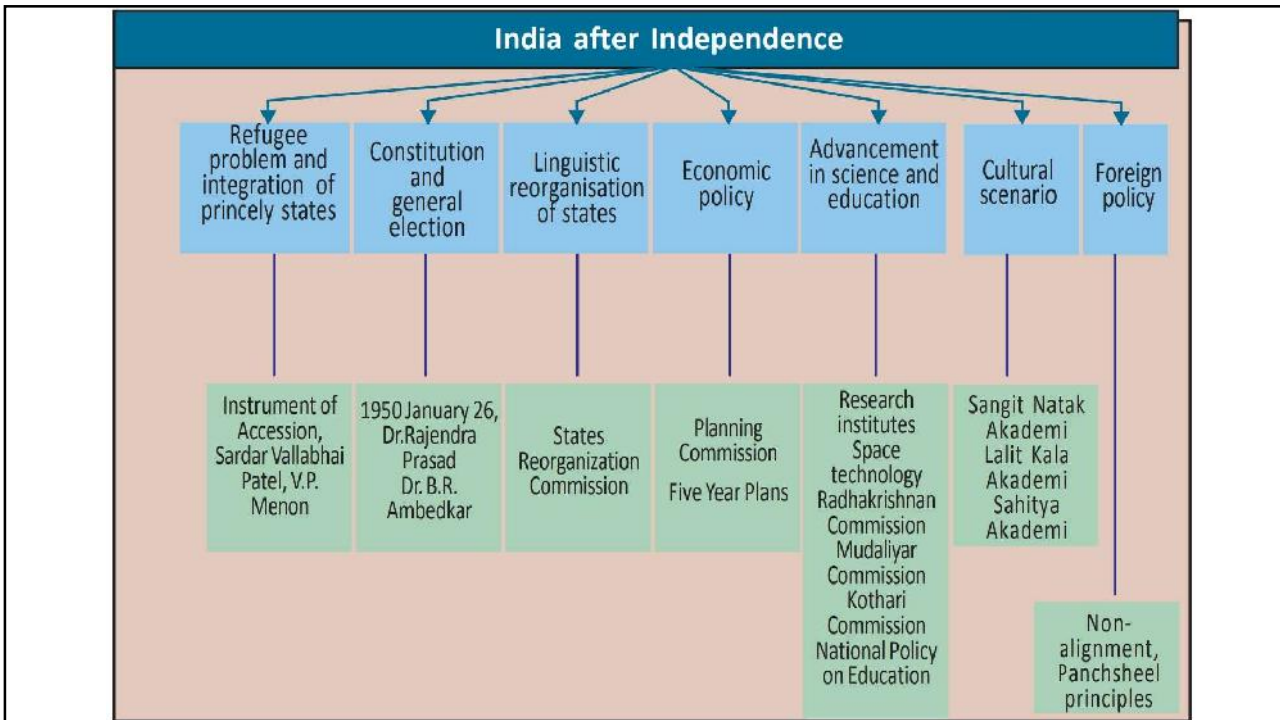 India after Independence
Refugee
problem and
integration of
princely states
Constitution
and
general
election
Linguistic
reorganisation
of states
Economic
policy
Advancement
in science and
education
Cultural
scenario
Foreign
policy
Instrument of
Accession,
Sardar Vallabhai
Patel, V.P.
Menon
1950 January 26,
Dr.Rajendra
Prasad
Dr. B.R.
Ambedkar
States
Reorganization
Commission
Planning
Commission
Five Year Plans
Research
institutes
Space
technology
Radhakrishnan
Commission
Mudaliyar
Commission
Kothari
Commission
National Policy
on Education
Sangit Natak
Akademi
Lalit Kala
Akademi
Sahitya
Akademi
Non-
alignment,
Panchsheel
principles